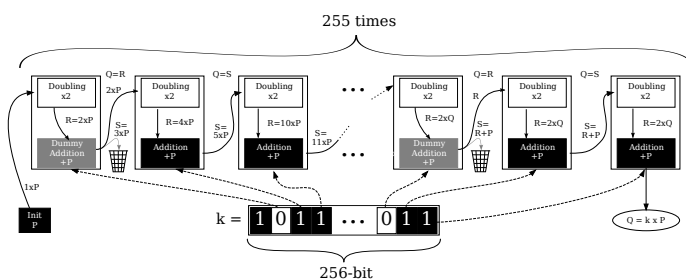 255 times
Q=R
Q=S
Q=R
Q=S
Doubling
x2
2xP
Doubling
x2
Doubling
x2
...
Doubling
x2
R
Doubling
x2
Doubling
x2
R=2xP
S=
3xP
R=4xP
S=
5xP
R=10xP
S=
11xP
R=2xQ
S=
R+P
R=2xQ
S=
R+P
R=2xQ
Dummy
Addition
+P
Addition
+P
Addition
+P
...
Dummy
Addition
+P
Addition
+P
Addition
+P
1xP
Init
P
k = 1 0 1 1 ... 0 1 1
Q = k x P
256-bit